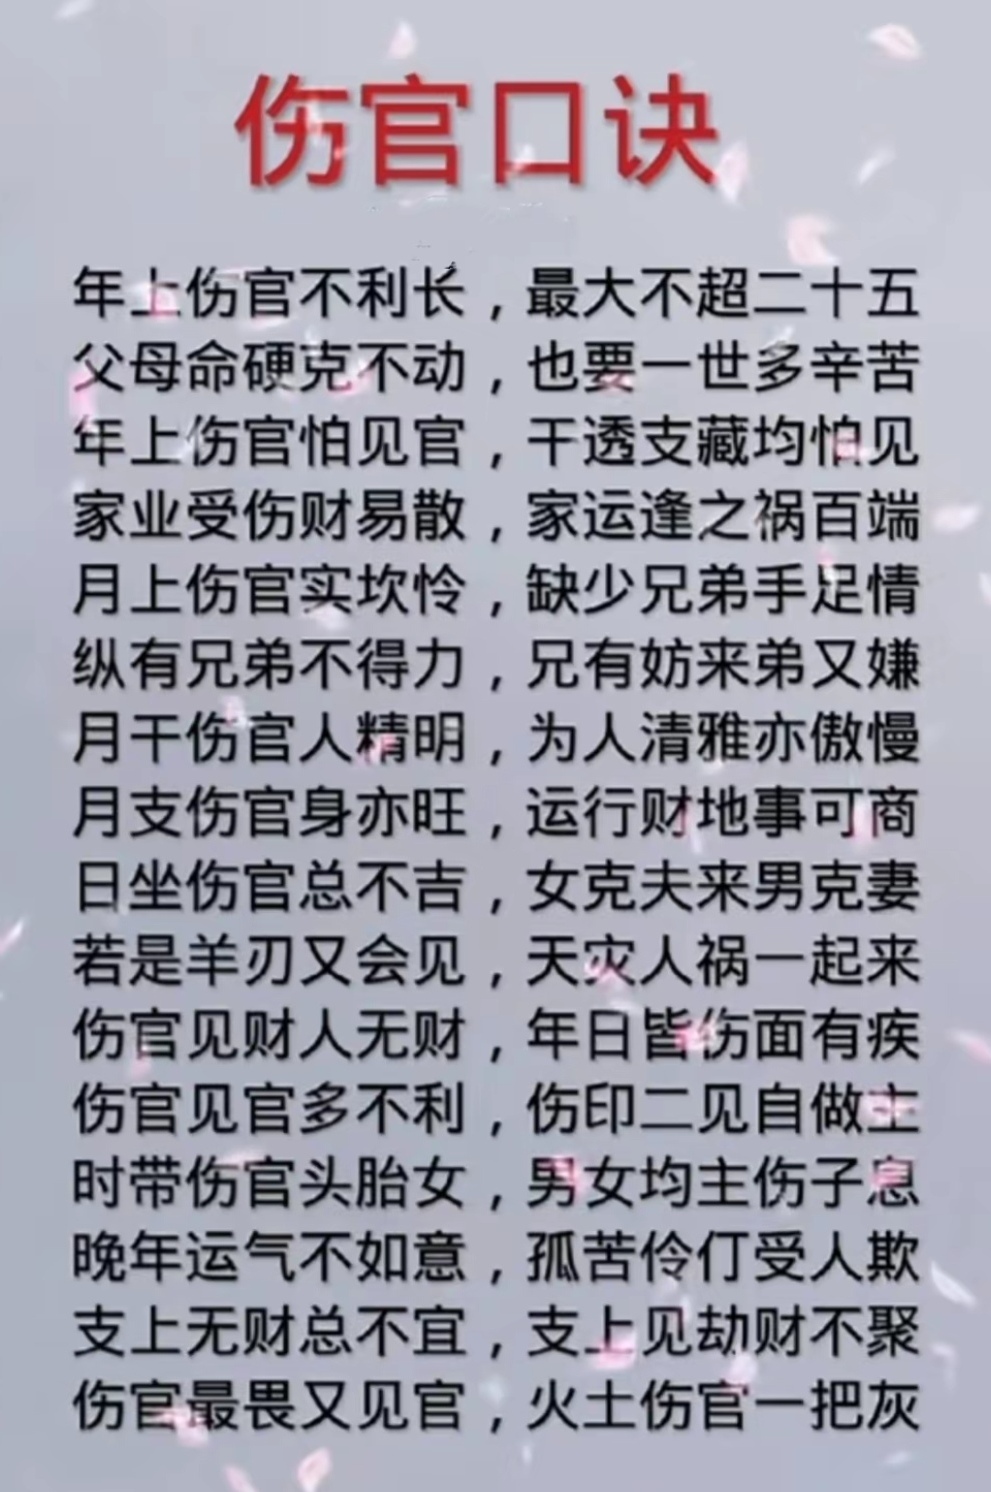 伤官口诀
年上伤官不利长，最大不超二十五
父母命硬克不动，也要一世多辛苦
年上伤官怕见官，干透支藏均怕见
家业受伤财易散，家运逢之祸百端
月上伤官实坎怜，缺少兄弟手足情
纵有兄弟不得力，兄有妨来弟又嫌
月干伤官人精明，为人清雅亦傲慢
月支伤官身亦旺，运行财地事可商
日坐伤官总不吉，女克夫来男克妻
若是羊刃又会见，天灾人祸一起来
伤官见财人无财，年日皆伤面有疾
伤官见官多不利，伤印二见自做主
时带伤官头胎女，男女均主伤子息
晚年运气不如意，孤苦伶仃受人欺
支上无财总不宜，支上见劫财不聚
伤官最畏又见官，火土伤官一把灰